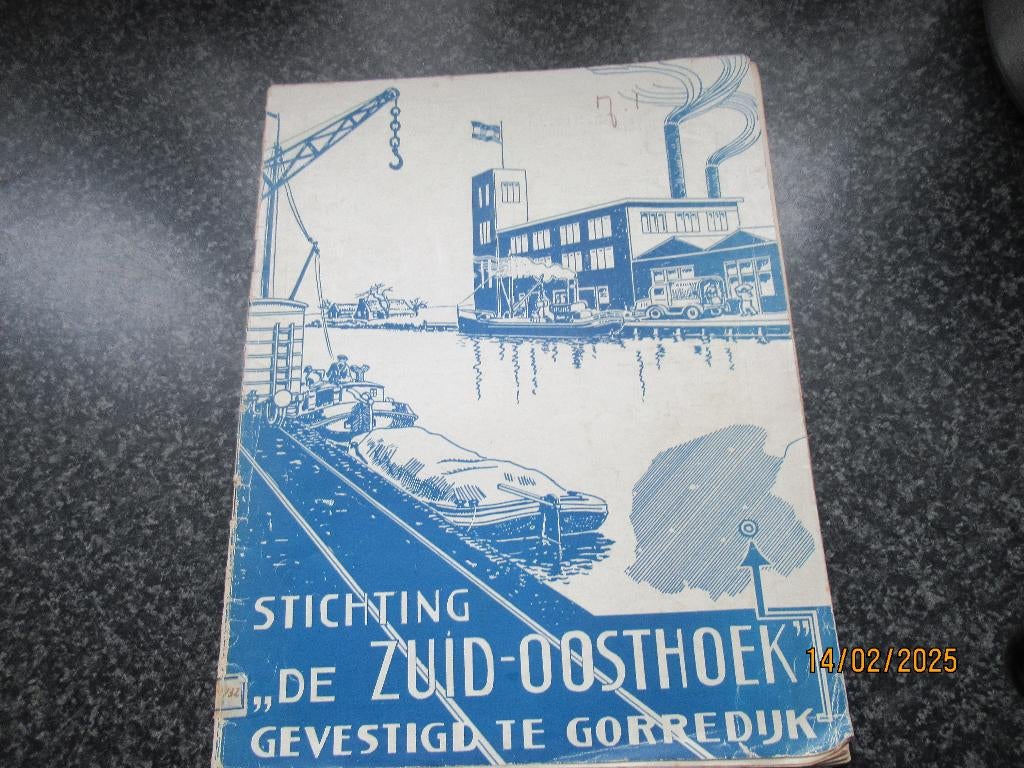 STICHTING
„DE ZUID-OOSTHOEK”
GEVESTIGD TE GORREDIJK
14/02/2025